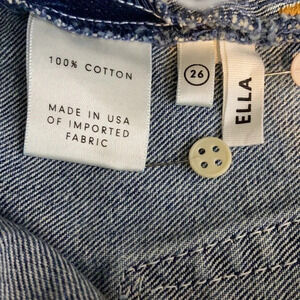 100% COTTON
MADE IN USA
OF IMPORTED
FABRIC
26
ELLA